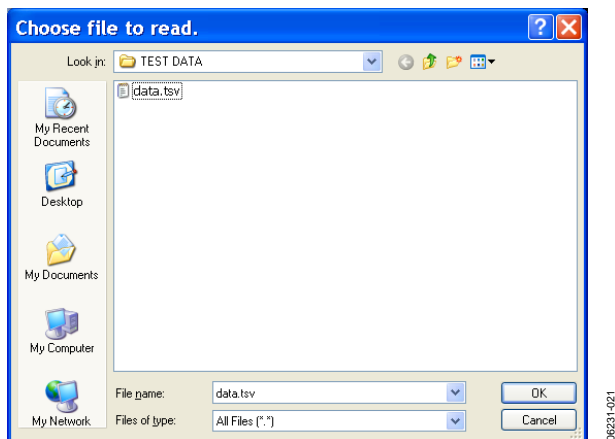 Choose file to read.
Look in: TEST DATA
data.tsv
My Recent
Documents
Desktop
My Documents
My Computer
My Network
File name: data.tsv OK
Files of type: All Files (*.*) Cancel
06231-021